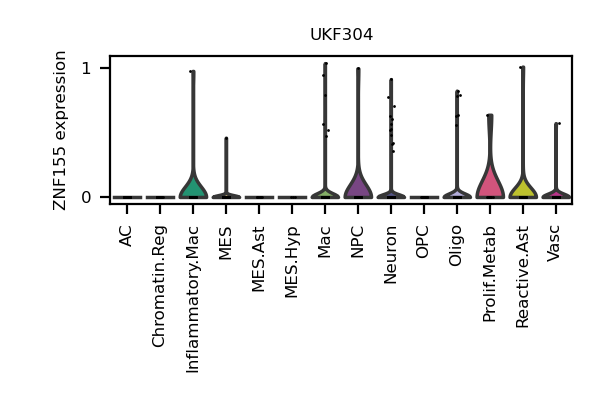 UKF304
ZNF155 expression
1
0
AC
Chromatin.Reg
Inflammatory.Mac
MES
MES.Ast
MES.Hyp
Mac
NPC
Neuron
OPC
Oligo
Prolif.Metab
Reactive.Ast
Vasc